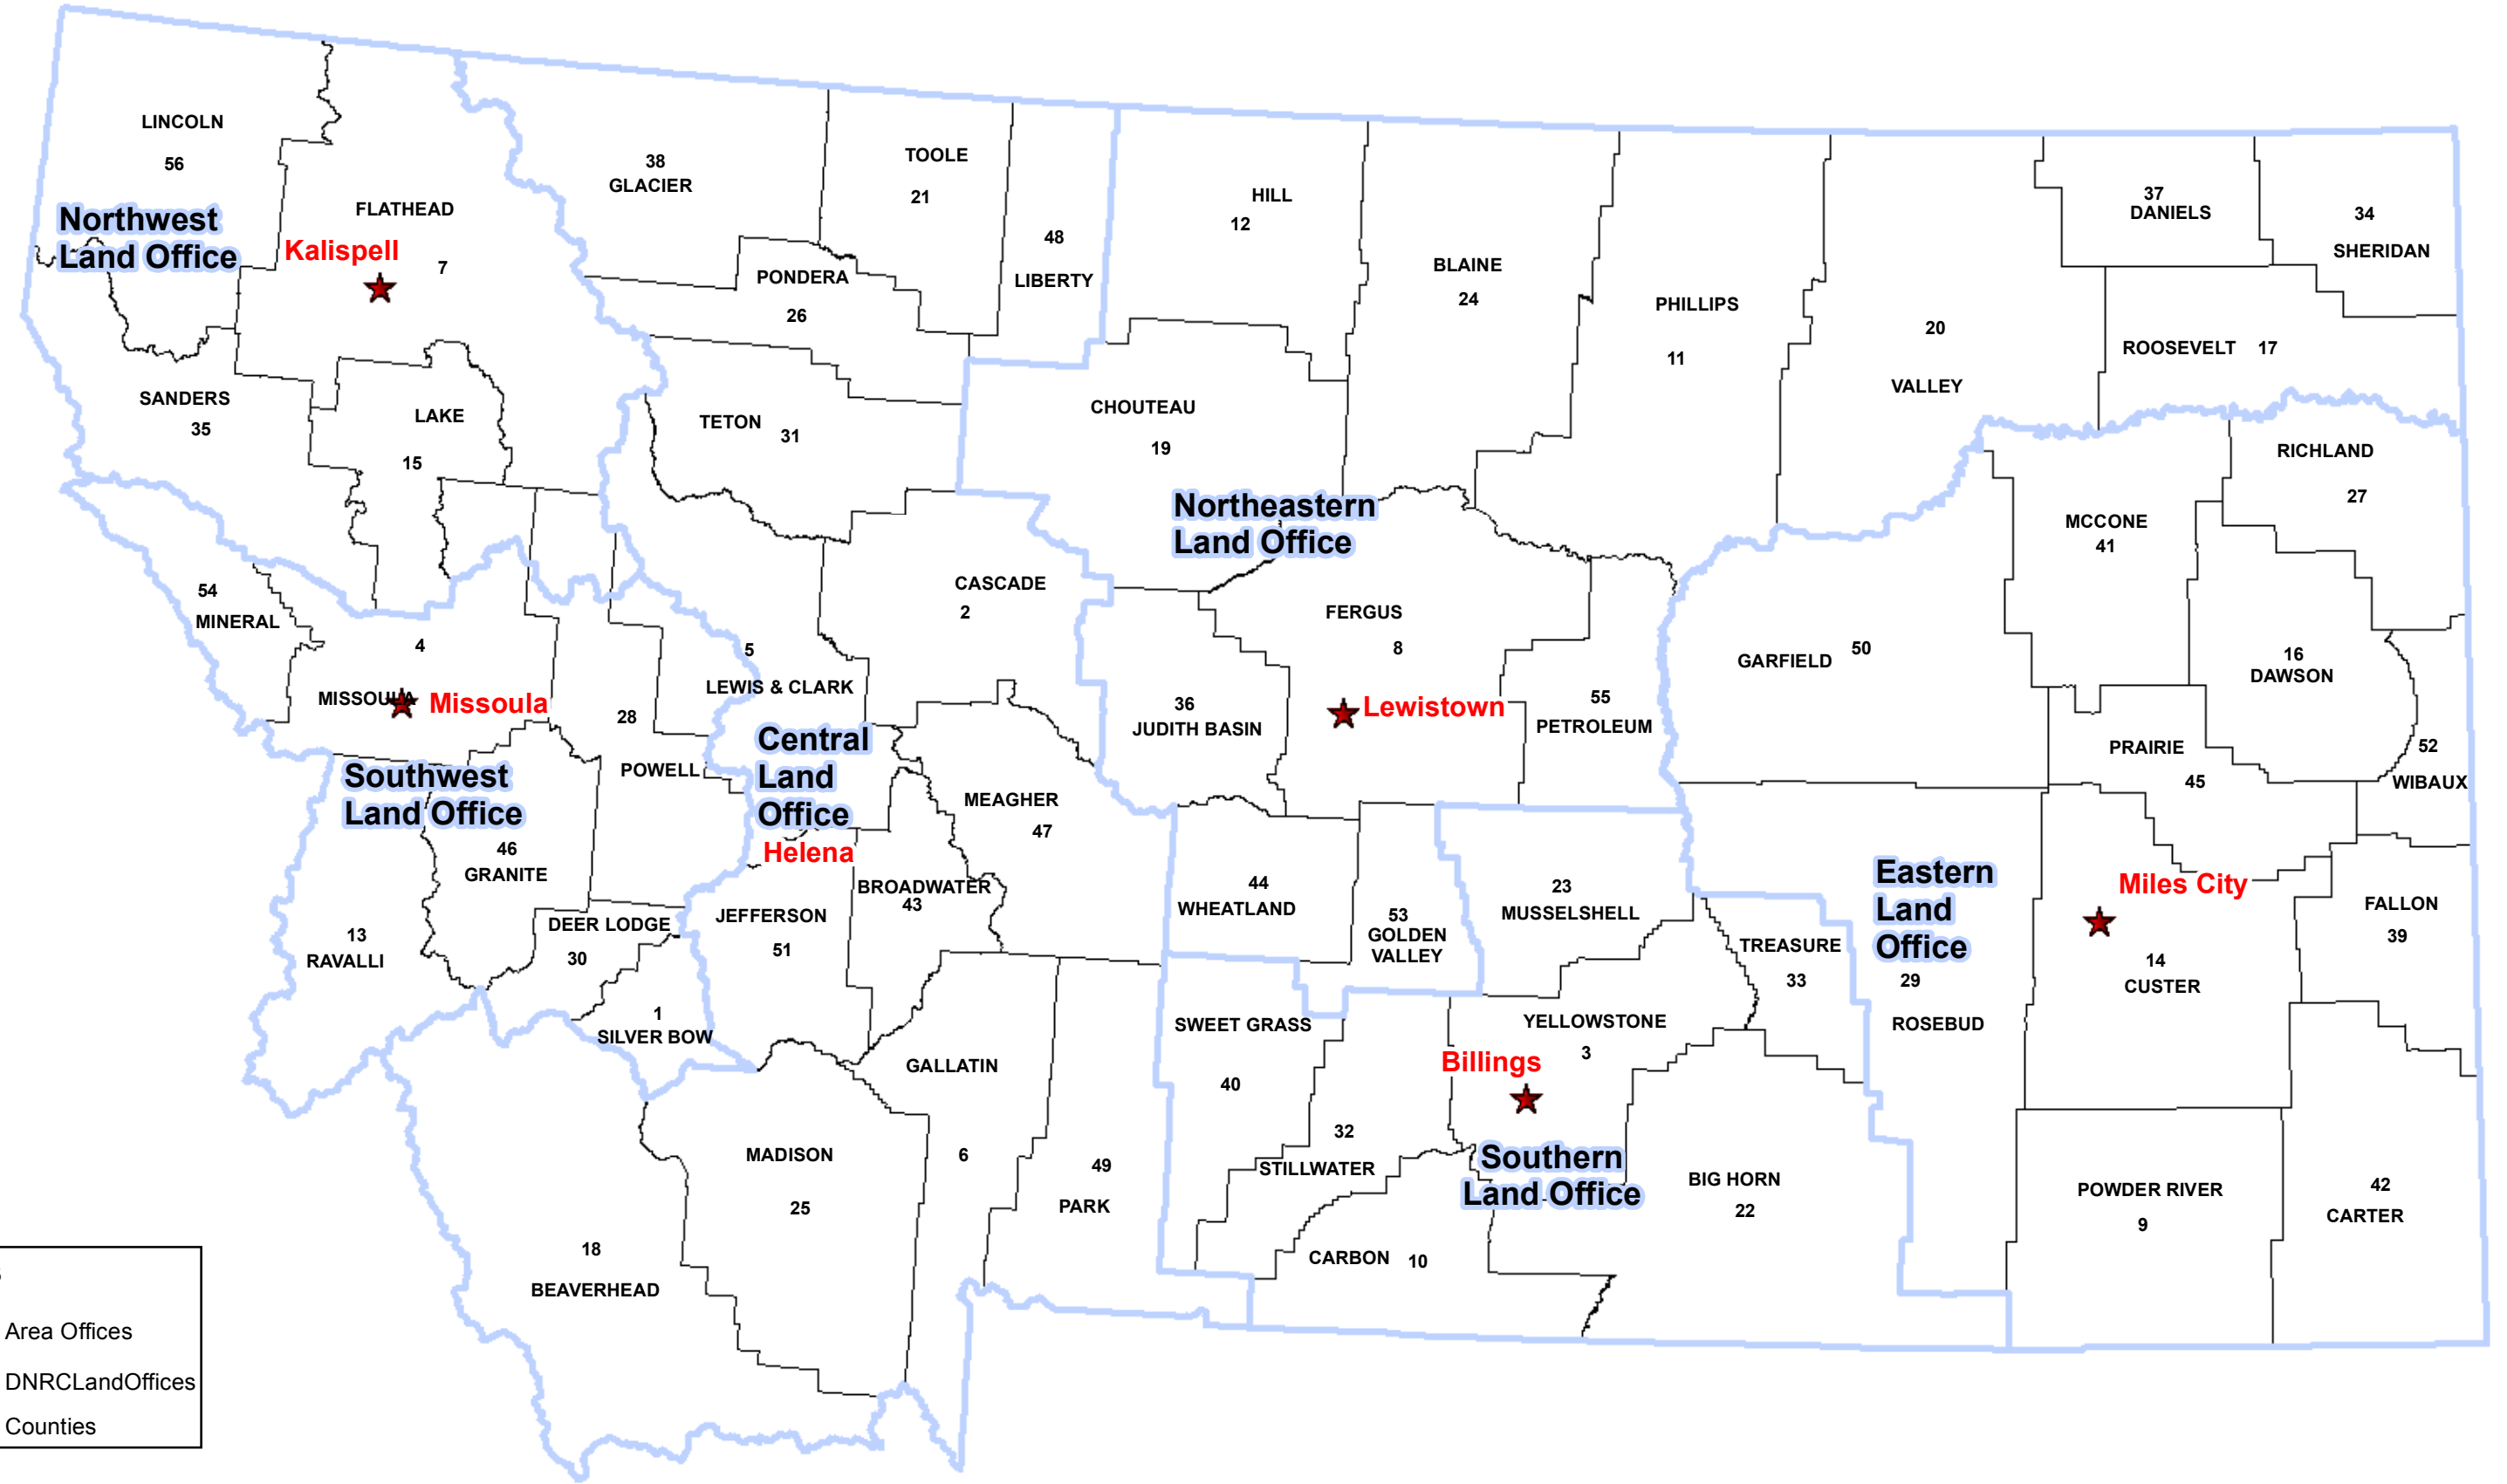 LINCOLN
56
Northwest
Land Office
FLATHEAD
Kalispell
7
38
GLACIER
TOOLE
21
48
LIBERTY
PONDERA
26
HILL
12
BLAINE
24
PHILLIPS
11
20
VALLEY
37
DANIELS
34
SHERIDAN
ROOSEVELT 17
SANDERS
35
LAKE
15
TETON 31
CHOUTEAU
19
Northeastern
Land Office
RICHLAND
27
MCCONE
41
54
MINERAL
4
MISSOULA
Missoula
5
LEWIS & CLARK
CASCADE
2
FERGUS
8
Lewistown
36
JUDITH BASIN
55
PETROLEUM
GARFIELD 50
16
DAWSON
PRAIRIE
45
52
WIBAUX
28
POWELL
Central
Land
Office
Helena
Southwest
Land Office
46
GRANITE
MEAGHER
47
BROADWATER
43
13
RAVALLI
DEER LODGE
30
JEFFERSON
51
1
SILVER BOW
44
WHEATLAND
53
GOLDEN
VALLEY
23
MUSSELSHELL
TREASURE
33
Eastern
Land
Office
29
ROSEBUD
Miles City
14
CUSTER
FALLON
39
SWEET GRASS
40
YELLOWSTONE
3
Billings
GALLATIN
6
MADISON
25
49
PARK
32
STILLWATER
Southern
Land Office
BIG HORN
22
POWDER RIVER
9
42
CARTER
18
BEAVERHEAD
CARBON 10
Area Offices
DNRCLandOffices
Counties